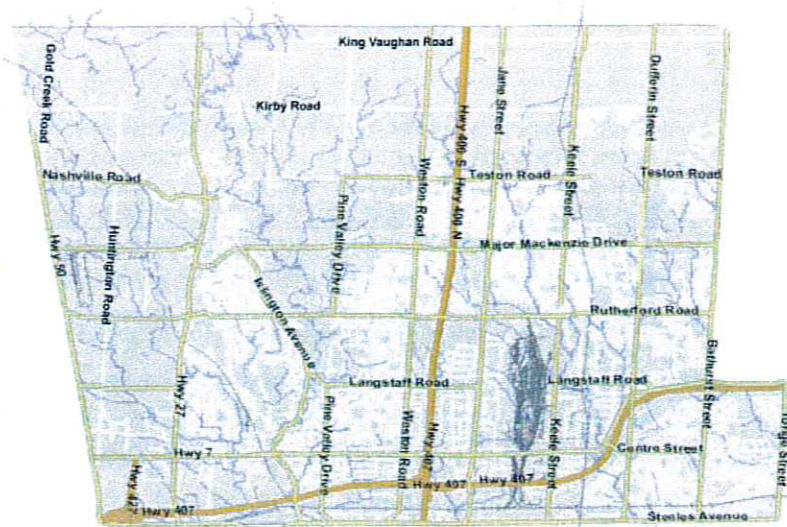 King Vaughan Road
Gold Creek Road
Kirby Road
Jane Street
Dufferin Street
Hwy 400 S
Hwy 400 N
Keele Street
Weston Road
Nashville Road
Teston Road
Teston Road
Pine Valley Drive
Huntington Road
Major Mackenzie Drive
Hwy 50
Islington Avenue
Rutherford Road
Bathurst Street
Langstaff Road
Langstaff Road
Hwy 27
Pine Valley Drive
Weston Road
Keele Street
Yonge Street
Hwy 7
Centre Street
Hwy 407
Hwy 407
Hwy 407
Hwy 427
Hwy 407
Steeles Avenue